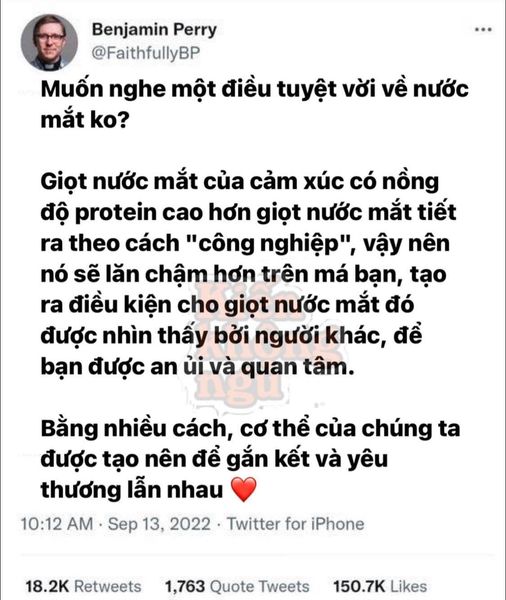 Benjamin Perry
@FaithfullyBP
Muốn nghe một điều tuyệt vời về nước
mắt ko?
Giọt nước mắt của cảm xúc có nồng
độ protein cao hơn giọt nước mắt tiết
ra theo cách "công nghiệp", vậy nên
nó sẽ lăn chậm hơn trên má bạn, tạo
ra điều kiện cho giọt nước mắt đó
được nhìn thấy bởi người khác, để
bạn được an ủi và quan tâm.
Bằng nhiều cách, cơ thể của chúng ta
được tạo nên để gắn kết và yêu
thương lẫn nhau ❤️
10:12 AM · Sep 13, 2022 · Twitter for iPhone
18.2K Retweets 1,763 Quote Tweets 150.7K Likes
Kiến
không
ngủ